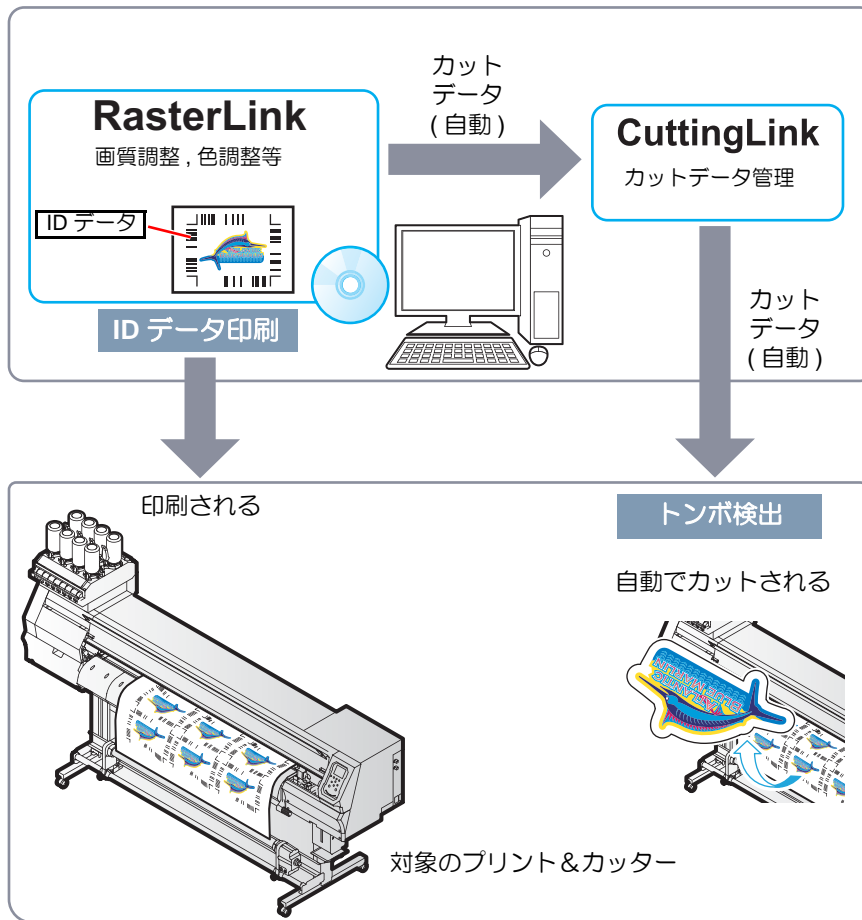 カット
データ
( 自動 )
RasterLink
画質調整 , 色調整等
CuttingLink
カットデータ管理
ID データ
ID データ印刷
カット
データ
( 自動 )
印刷される
トンボ検出
自動でカットされる
対象のプリント＆カッター